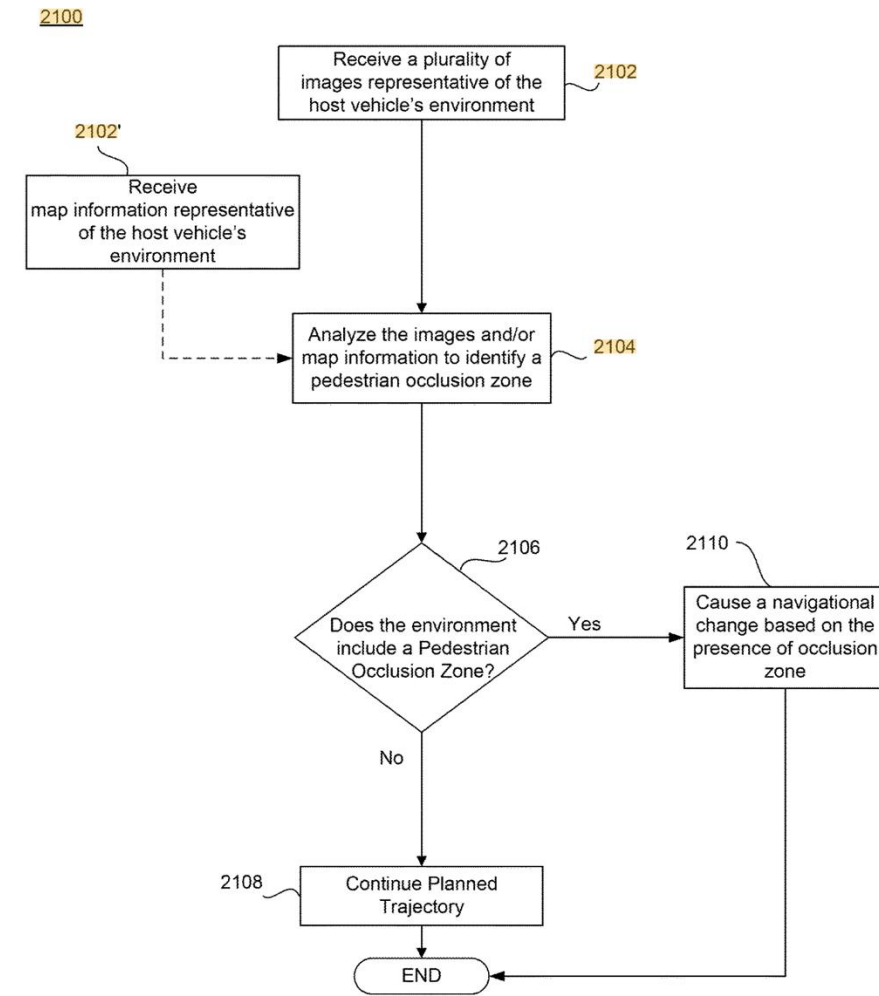 2100
Receive a plurality of
images representative of the
host vehicle's environment
2102
2102'
Receive
map information representative
of the host vehicle's
environment
Analyze the images and/or
map information to identify a
pedestrian occlusion zone
2104
2106
Does the environment
include a Pedestrian
Occlusion Zone?
Yes
2110
Cause a navigational
change based on the
presence of occlusion
zone
No
2108
Continue Planned
Trajectory
END